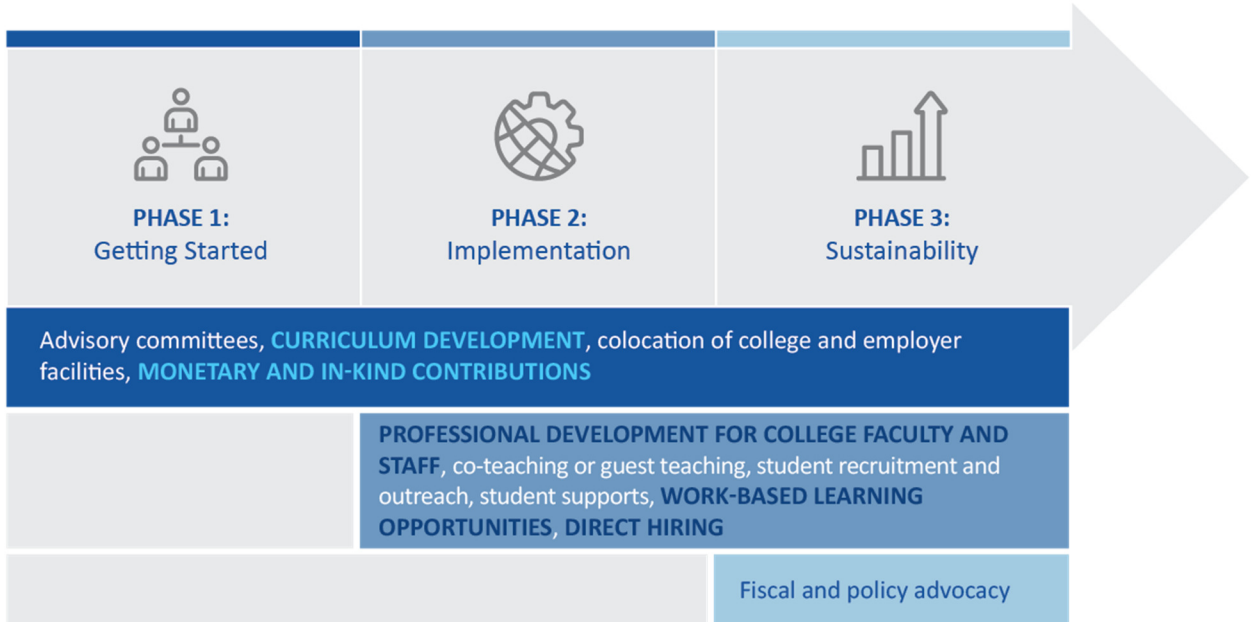 PHASE 1:
Getting Started
PHASE 2:
Implementation
PHASE 3:
Sustainability
Advisory committees, CURRICULUM DEVELOPMENT, colocation of college and employer
facilities, MONETARY AND IN-KIND CONTRIBUTIONS
PROFESSIONAL DEVELOPMENT FOR COLLEGE FACULTY AND
STAFF, co-teaching or guest teaching, student recruitment and
outreach, student supports, WORK-BASED LEARNING
OPPORTUNITIES, DIRECT HIRING
Fiscal and policy advocacy